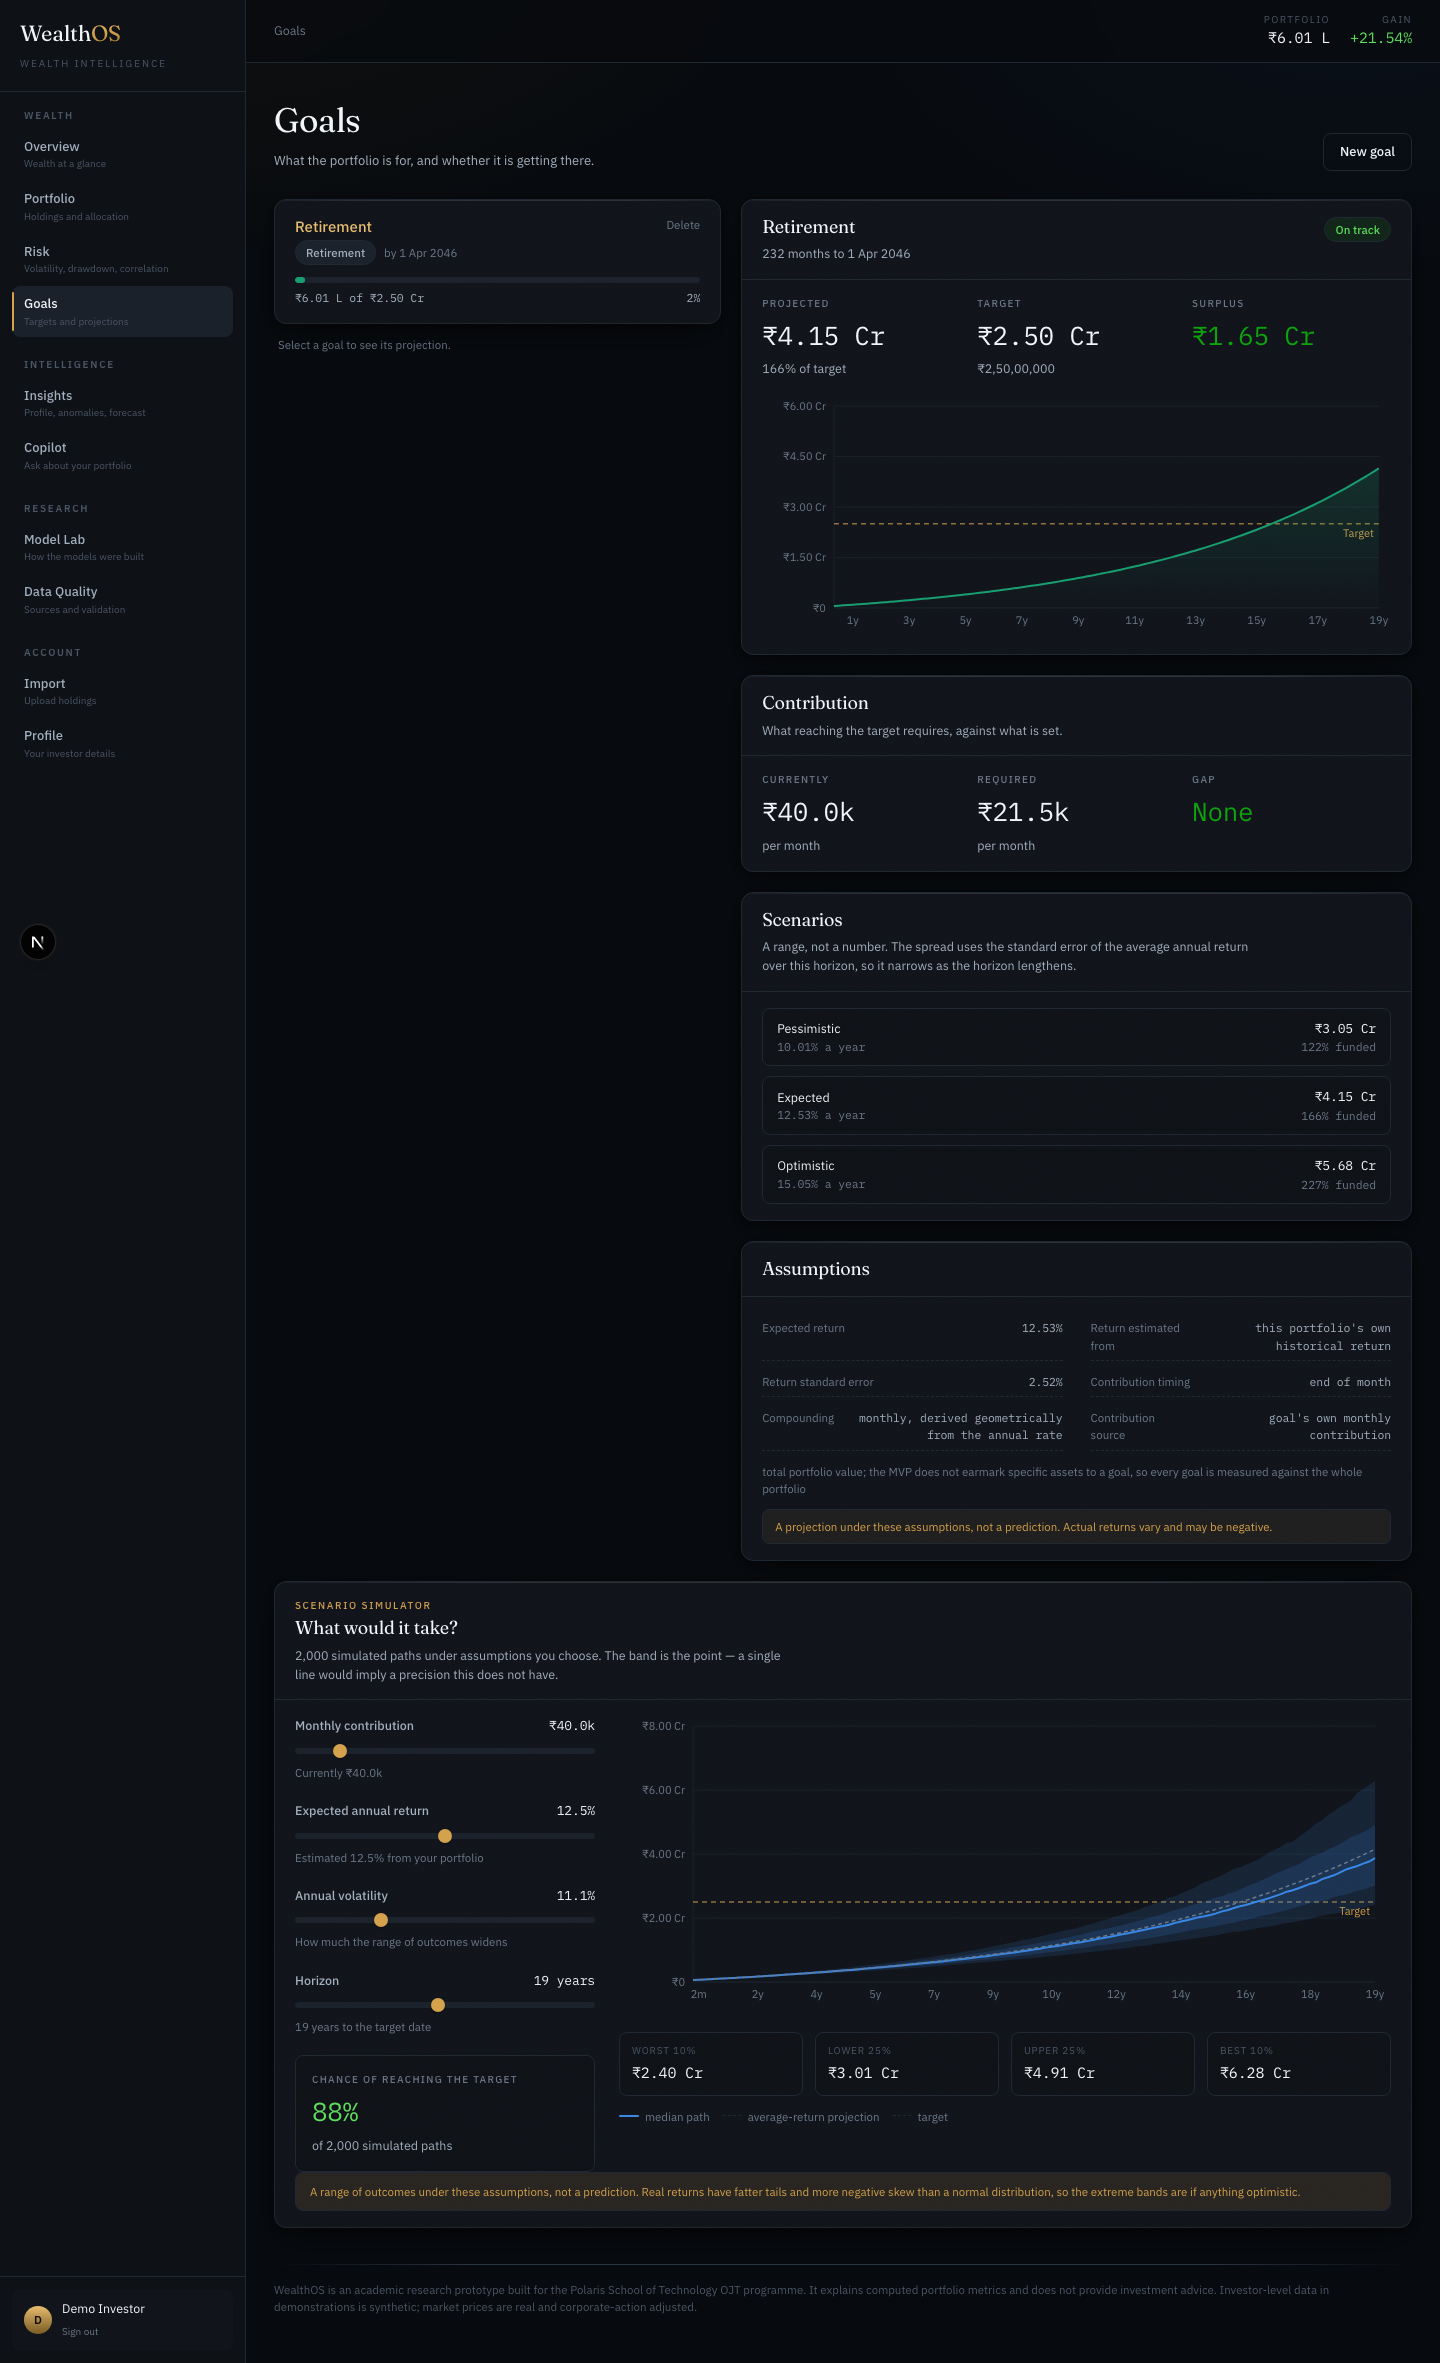 WealthOS
WEALTH INTELLIGENCE
WEALTH
Overview
Wealth at a glance
Portfolio
Holdings and allocation
Risk
Volatility, drawdown, correlation
Goals
Targets and projections
INTELLIGENCE
Insights
Profile, anomalies, forecast
Copilot
Ask about your portfolio
RESEARCH
Model Lab
How the models were built
Data Quality
Sources and validation
ACCOUNT
Import
Upload holdings
Profile
Your investor details
N
D
Demo Investor
Sign out
Goals
PORTFOLIO
₹6.01 L
GAIN
+21.54%
Goals
What the portfolio is for, and whether it is getting there.
New goal
Retirement
Delete
Retirement by 1 Apr 2046
₹6.01 L of ₹2.50 Cr
2%
Select a goal to see its projection.
Retirement
On track
232 months to 1 Apr 2046
PROJECTED
₹4.15 Cr
166% of target
TARGET
₹2.50 Cr
₹2,50,00,000
SURPLUS
₹1.65 Cr
₹6.00 Cr
₹4.50 Cr
₹3.00 Cr
₹1.50 Cr
₹0
Target
1y 3y 5y 7y 9y 11y 13y 15y 17y 19y
Contribution
What reaching the target requires, against what is set.
CURRENTLY
₹40.0k
per month
REQUIRED
₹21.5k
per month
GAP
None
Scenarios
A range, not a number. The spread uses the standard error of the average annual return
over this horizon, so it narrows as the horizon lengthens.
Pessimistic
10.01% a year
₹3.05 Cr
122% funded
Expected
12.53% a year
₹4.15 Cr
166% funded
Optimistic
15.05% a year
₹5.68 Cr
227% funded
Assumptions
Expected return
12.53%
Return estimated
from
this portfolio's own
historical return
Return standard error
2.52%
Contribution timing
end of month
Compounding
monthly, derived geometrically
from the annual rate
Contribution
source
goal's own monthly
contribution
total portfolio value; the MVP does not earmark specific assets to a goal, so every goal is measured against the whole
portfolio
A projection under these assumptions, not a prediction. Actual returns vary and may be negative.
SCENARIO SIMULATOR
What would it take?
2,000 simulated paths under assumptions you choose. The band is the point — a single
line would imply a precision this does not have.
Monthly contribution
₹40.0k
Currently ₹40.0k
Expected annual return
12.5%
Estimated 12.5% from your portfolio
Annual volatility
11.1%
How much the range of outcomes widens
Horizon
19 years
19 years to the target date
CHANCE OF REACHING THE TARGET
88%
of 2,000 simulated paths
₹8.00 Cr
₹6.00 Cr
₹4.00 Cr
₹2.00 Cr
₹0
Target
2m 2y 4y 5y 7y 9y 10y 12y 14y 16y 18y 19y
WORST 10%
₹2.40 Cr
LOWER 25%
₹3.01 Cr
UPPER 25%
₹4.91 Cr
BEST 10%
₹6.28 Cr
median path
average-return projection
target
A range of outcomes under these assumptions, not a prediction. Real returns have fatter tails and more negative skew than a normal distribution, so the extreme bands are if anything optimistic.
WealthOS is an academic research prototype built for the Polaris School of Technology OJT programme. It explains computed portfolio metrics and does not provide investment advice. Investor-level data in
demonstrations is synthetic; market prices are real and corporate-action adjusted.